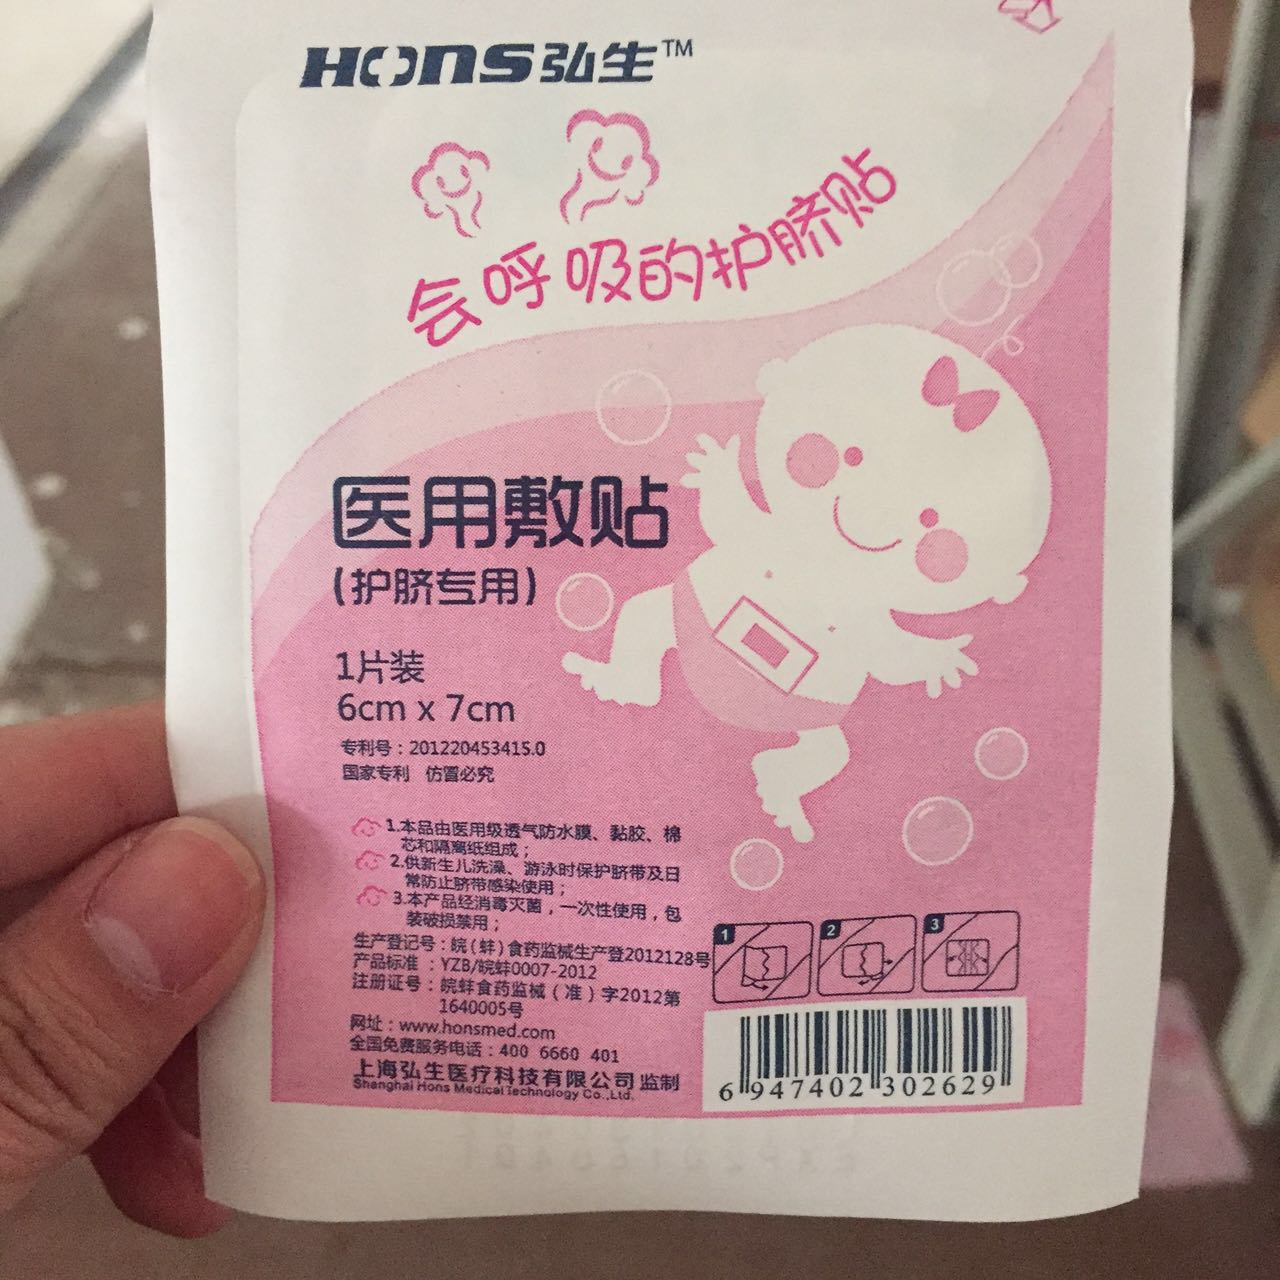 HONS弘生™
会呼吸的护脐贴
医用敷贴
(护脐专用)
1片装
6cm x 7cm
专利号：201220453415.0
国家专利 仿冒必究
1.本品由医用级透气防水膜、黏胶、棉
芯和隔离纸组成；
2.供新生儿洗澡、游泳时保护脐带及日
常防止脐带感染使用；
3.本产品经消毒灭菌，一次性使用，包
装破损禁用；
生产登记号：皖(蚌)食药监械生产登2012128号
产品标准：YZB/皖蚌0007-2012
注册证号：皖蚌食药监械（准）字2012第
1640005号
网址：www.honsmed.com
全国免费服务电话：400 6660 401
上海弘生医疗科技有限公司 监制
Shanghai Hons Medical Technology Co.,Ltd.
1 2 3
6 947402 302629